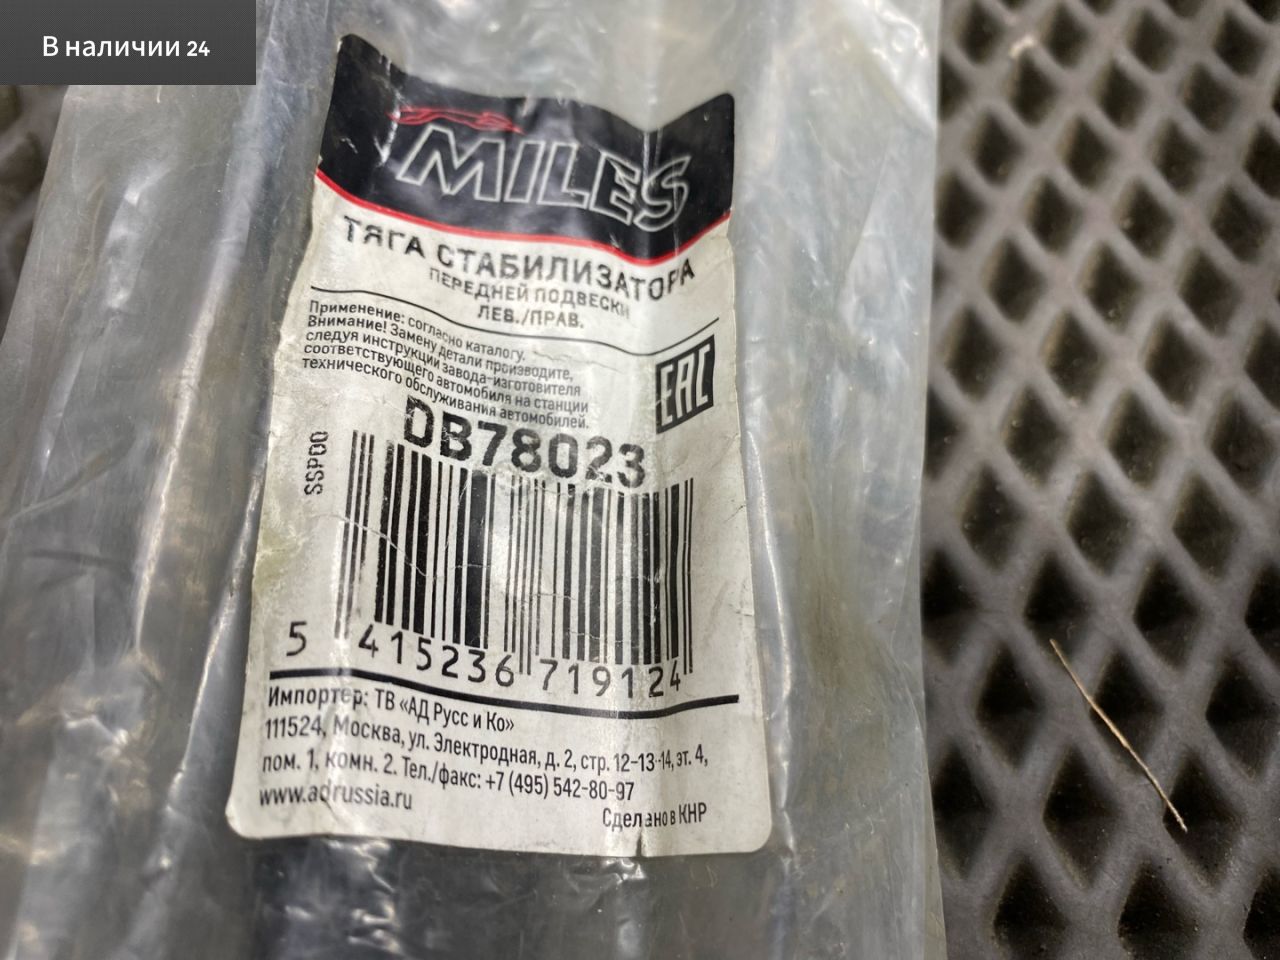 В наличии 24
MILES
ТЯГА СТАБИЛИЗАТОРА
ПЕРЕДНЕЙ ПОДВЕСКИ
ЛЕВ./ПРАВ.
Применение: согласно каталогу.
Внимание! Замену детали производите,
следуя инструкции завода-изготовителя
соответствующего автомобиля на станции
технического обслуживания автомобилей.
EAC
DB78023
SSPDO
5 415236 719124
Импортер: ТВ «АД Русс и Ко»
111524, Москва, ул. Электродная, д. 2, стр. 12-13-14, эт. 4,
пом. 1, комн. 2. Тел./факс: +7 (495) 542-80-97
www.adrussia.ru
Сделано в КНР